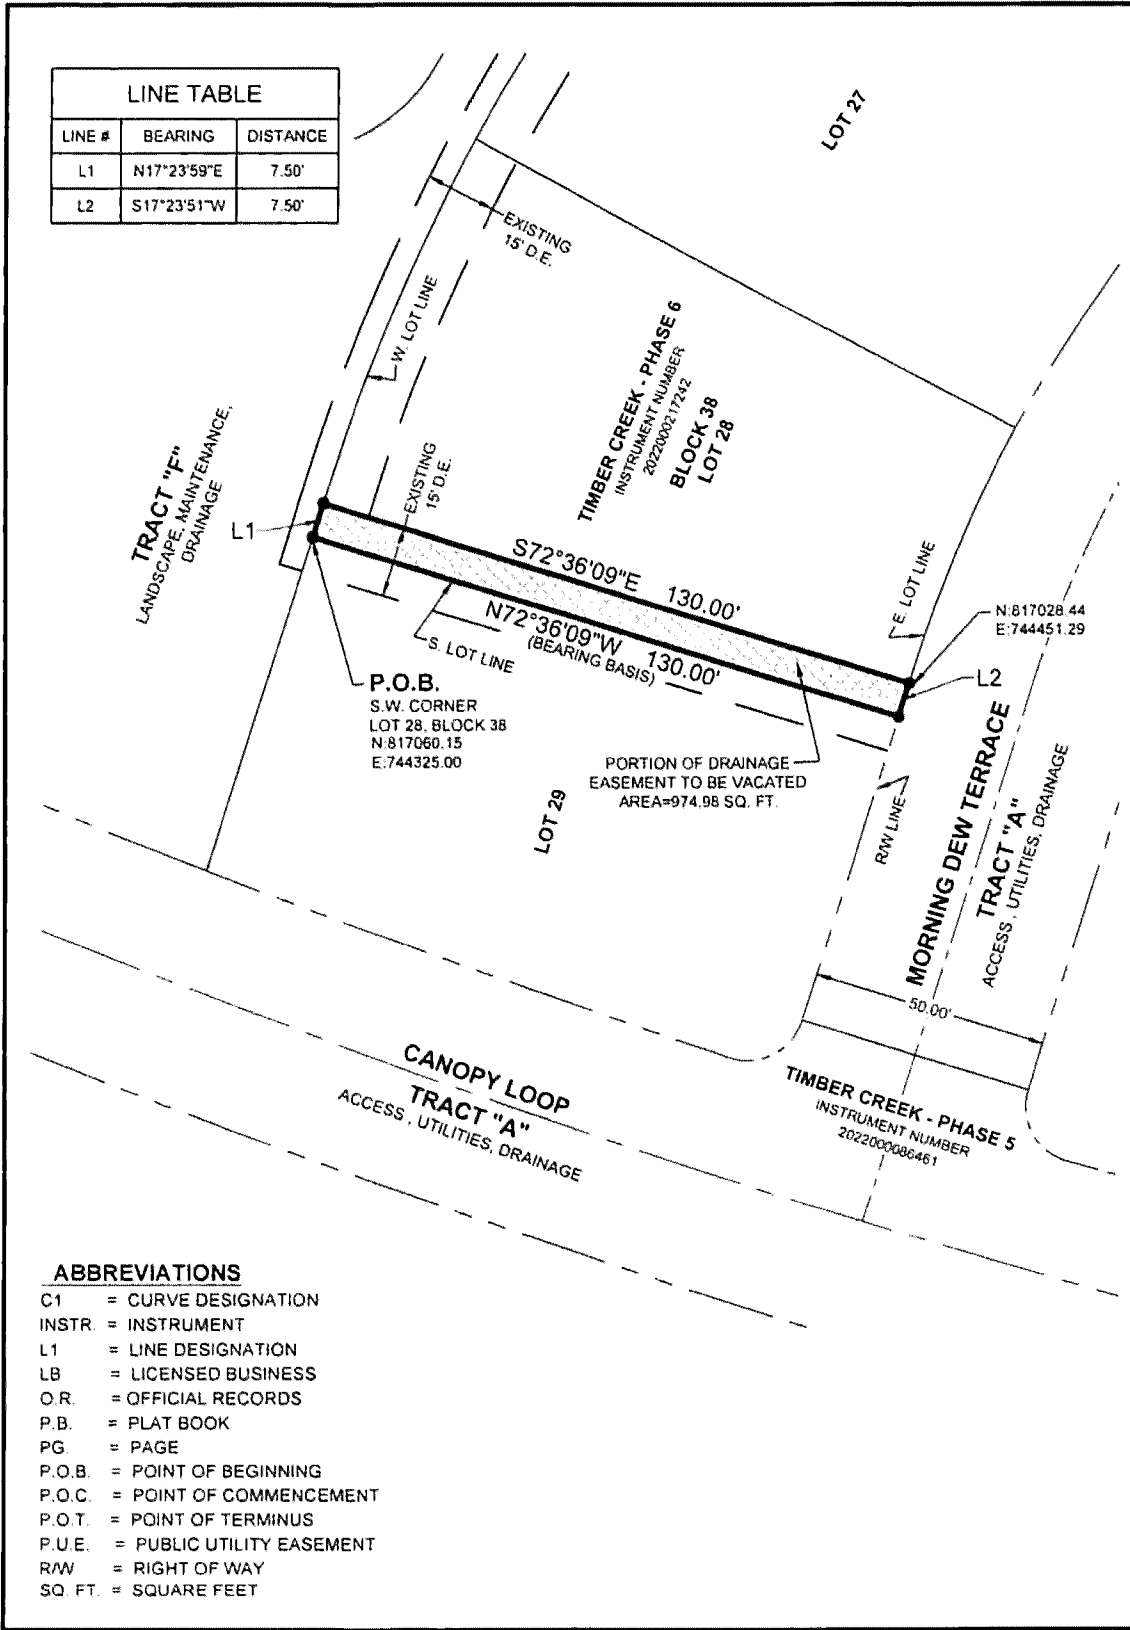 LINE TABLE
LINE # BEARING DISTANCE
L1 N17°23'59"E 7.50'
L2 S17°23'51"W 7.50'
LOT 27
EXISTING
15' D.E.
W. LOT LINE
TIMBER CREEK - PHASE 6
INSTRUMENT NUMBER
2022000217242
BLOCK 38
LOT 28
TRACT "F"
LANDSCAPE, MAINTENANCE,
DRAINAGE
EXISTING
15' D.E.
L1
S72°36'09"E 130.00'
N72°36'09"W 130.00'
(BEARING BASIS)
S. LOT LINE
E. LOT LINE
N:817028.44
E:744451.29
L2
P.O.B.
S.W. CORNER
LOT 28, BLOCK 38
N:817060.15
E:744325.00
PORTION OF DRAINAGE
EASEMENT TO BE VACATED
AREA=974.98 SQ. FT.
LOT 29
R/W LINE
MORNING DEW TERRACE
TRACT "A"
ACCESS , UTILITIES, DRAINAGE
50.00'
CANOPY LOOP
TRACT "A"
ACCESS , UTILITIES, DRAINAGE
TIMBER CREEK - PHASE 5
INSTRUMENT NUMBER
2022000086461
ABBREVIATIONS
C1 = CURVE DESIGNATION
INSTR. = INSTRUMENT
L1 = LINE DESIGNATION
LB = LICENSED BUSINESS
O.R. = OFFICIAL RECORDS
P.B. = PLAT BOOK
PG. = PAGE
P.O.B. = POINT OF BEGINNING
P.O.C. = POINT OF COMMENCEMENT
P.O.T. = POINT OF TERMINUS
P.U.E. = PUBLIC UTILITY EASEMENT
R/W = RIGHT OF WAY
SQ. FT. = SQUARE FEET